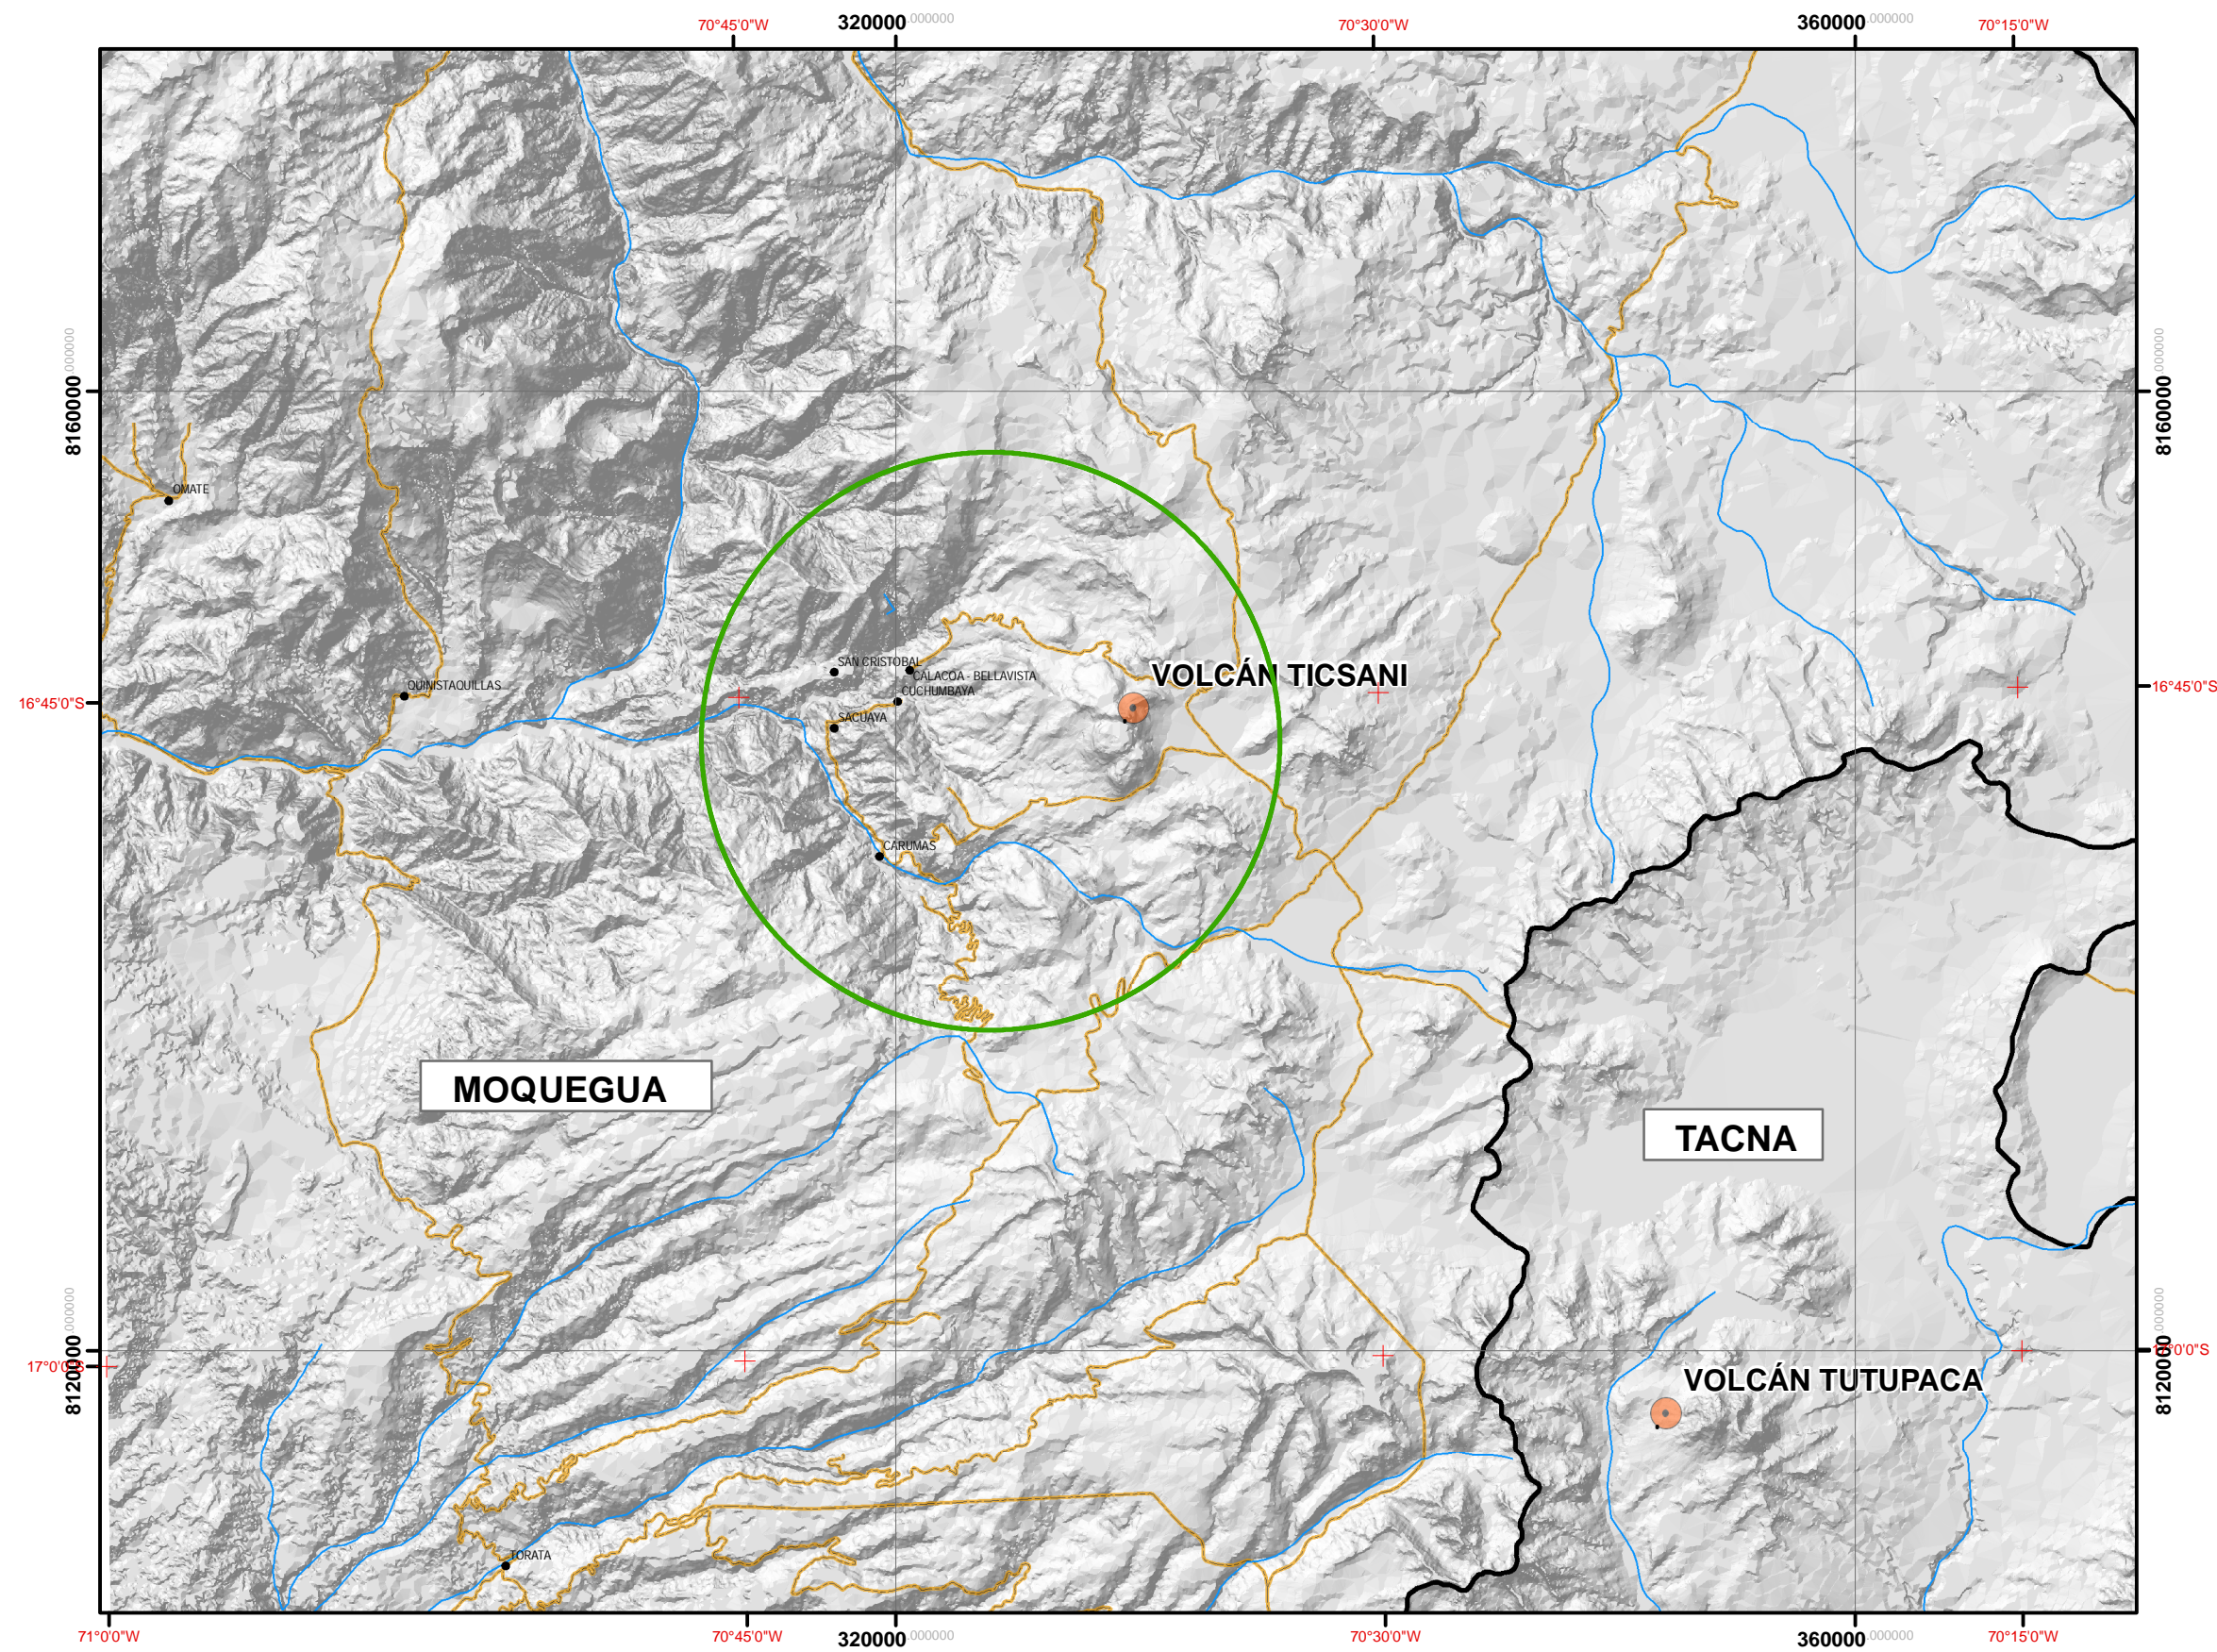 70°45'0"W
320000.000000
70°30'0"W
360000.000000
70°15'0"W
8160000.000000
8160000.000000
OMATE
SAN CRISTOBAL
CALACOA - BELLAVISTA
VOLCÁN TICSANI
QUINISTAQUILLAS
CUCHUMBAYA
16°45'0"S
16°45'0"S
SACUAYA
CARUMAS
MOQUEGUA
TACNA
8120000.000000
8120000.000000
17°0'0"S
17°0'0"S
VOLCÁN TUTUPACA
TORATA
71°0'0"W
70°45'0"W
320000.000000
70°30'0"W
360000.000000
70°15'0"W